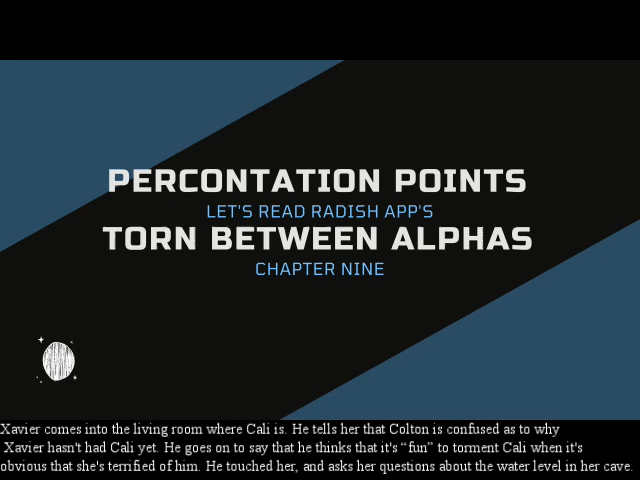 PERCONTATION POINTS
LET'S READ RADISH APP'S
TORN BETWEEN ALPHAS
CHAPTER NINE
Xavier comes into the living room where Cali is. He tells her that Colton is confused as to why
Xavier hasn't had Cali yet. He goes on to say that he thinks that it's “fun” to torment Cali when it's
obvious that she's terrified of him. He touched her, and asks her questions about the water level in her cave.